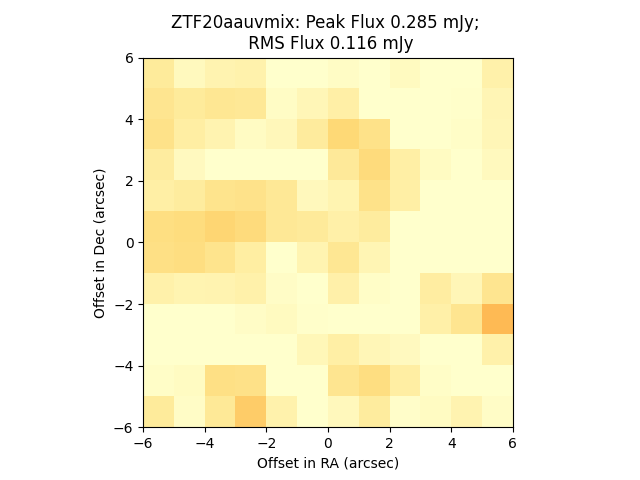 ZTF20aauvmix: Peak Flux 0.285 mJy;
RMS Flux 0.116 mJy
6
4
2
0
−2
−4
−6
Offset in Dec (arcsec)
−6 −4 −2 0 2 4 6
Offset in RA (arcsec)